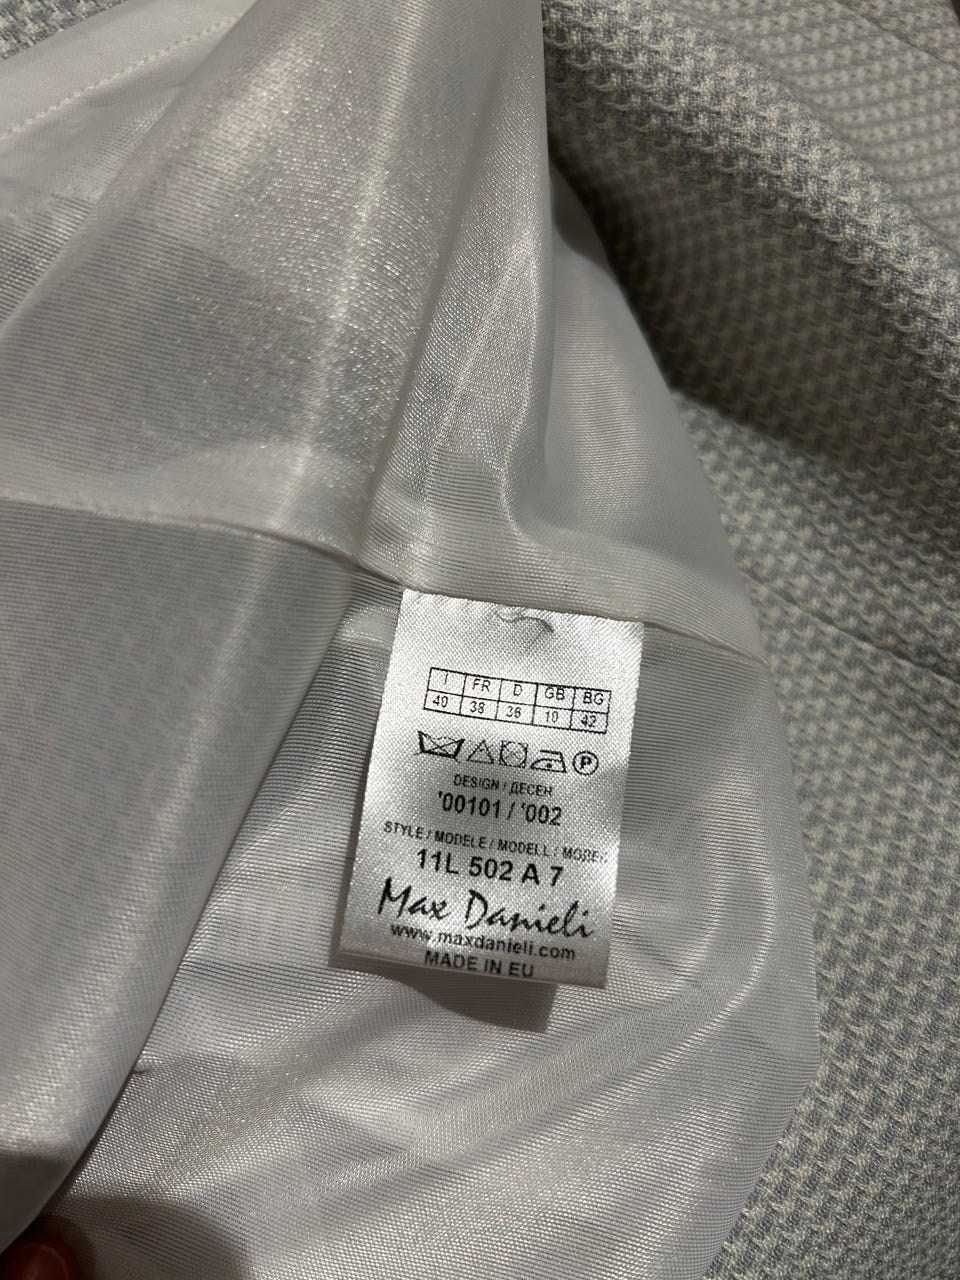 I FR D GB BG
40 38 36 10 42
P
DESIGN / ДЕСЕН
'00101 / '002
STYLE / MODELE / MODELL / МОДЕЛ
11L 502 A 7
Max Danieli
www.maxdanieli.com
MADE IN EU